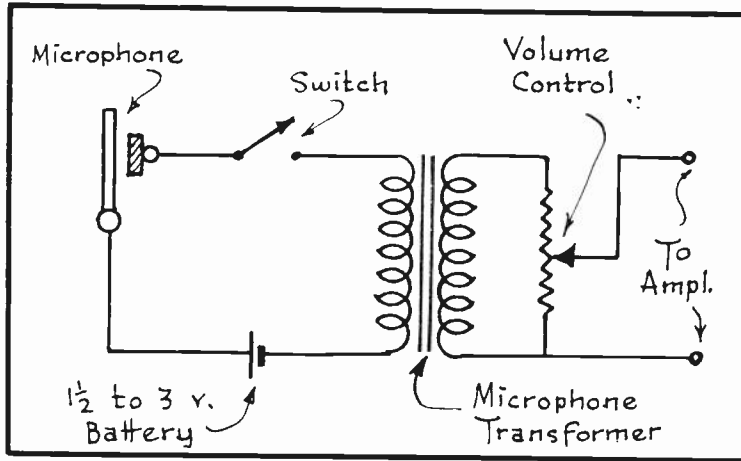 Microphone
Switch
Volume
Control
To
Ampl.
1½ to 3 v.
Battery
Microphone
Transformer